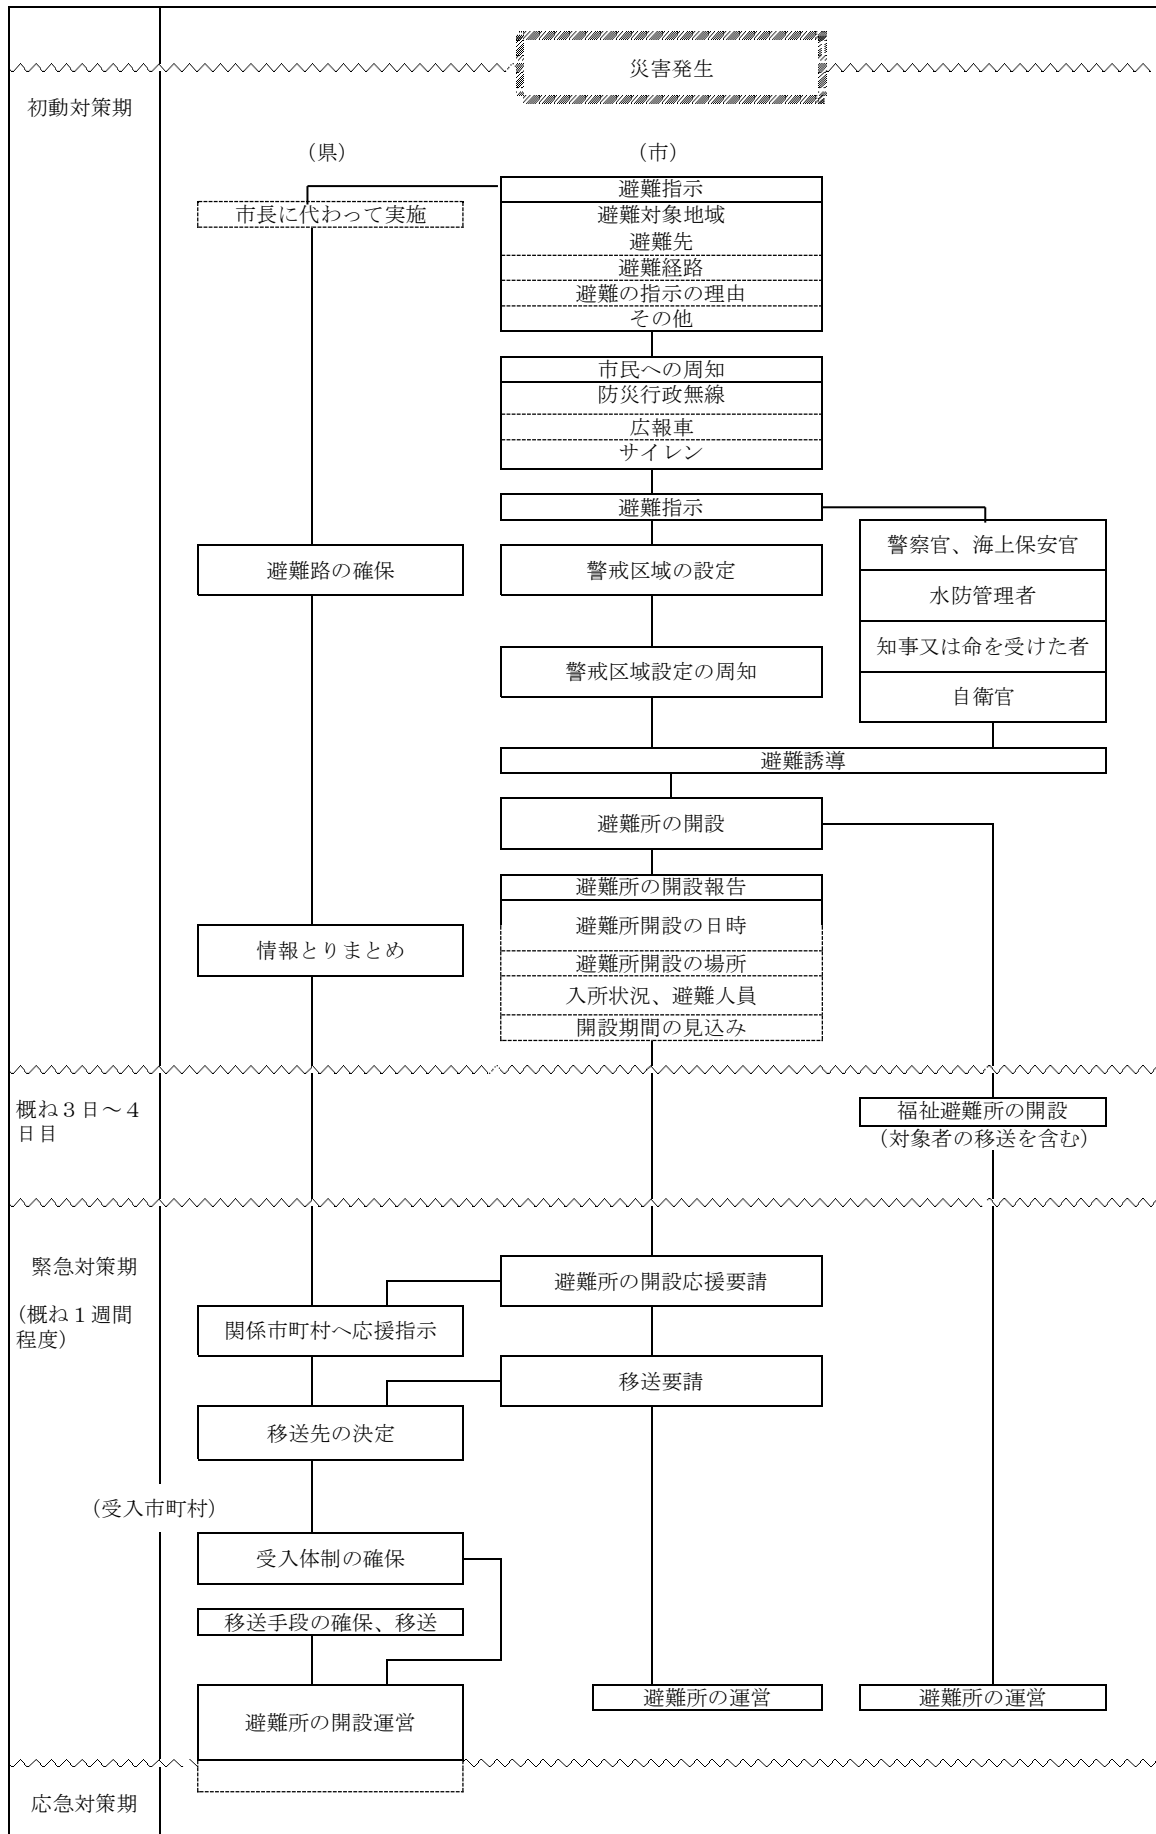 災害発生
初動対策期
（県）
（市）
避難指示
市長に代わって実施
避難対象地域
避難先
避難経路
避難の指示の理由
その他
市民への周知
防災行政無線
広報車
サイレン
避難指示
警察官、海上保安官
避難路の確保
警戒区域の設定
水防管理者
知事又は命を受けた者
警戒区域設定の周知
自衛官
避難誘導
避難所の開設
避難所の開設報告
避難所開設の日時
情報とりまとめ
避難所開設の場所
入所状況、避難人員
開設期間の見込み
概ね３日～４
日目
福祉避難所の開設
（対象者の移送を含む）
緊急対策期
（概ね１週間
程度）
避難所の開設応援要請
関係市町村へ応援指示
移送要請
移送先の決定
（受入市町村）
受入体制の確保
移送手段の確保、移送
避難所の運営
避難所の運営
避難所の開設運営
応急対策期